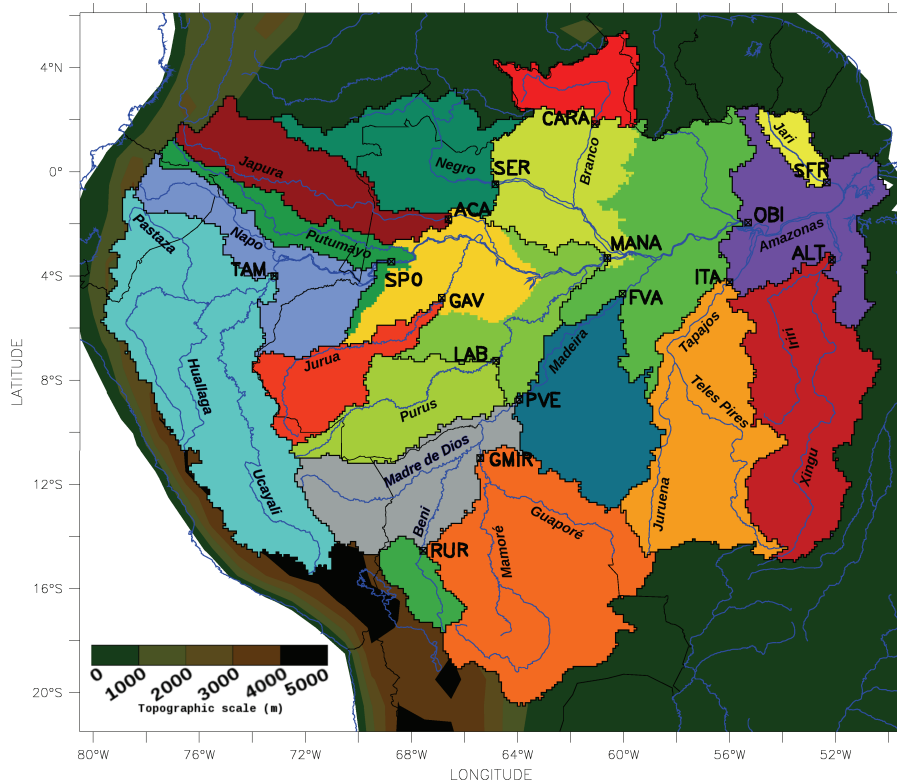 4°N
0°
4°S
8°S
12°S
16°S
20°S
LATITUDE
80°W
76°W
72°W
68°W
64°W
60°W
56°W
52°W
LONGITUDE
CARA
Jari
Japura
Negro
SER
Branco
SFR
ACA
OBI
Pastaza
Napo
Putumayo
MANA
Amazonas
TAM
SPO
ALT
ITA
GAV
FVA
Tapajos
Iriri
Jurua
LAB
Madeira
Huallaga
Teles Pires
Purus
PVE
Madre de Dios
GMIR
Xingu
Ucayali
Beni
Guaporé
Juruena
RUR
Mamoré
0
1000
2000
3000
4000
5000
Topographic scale (m)